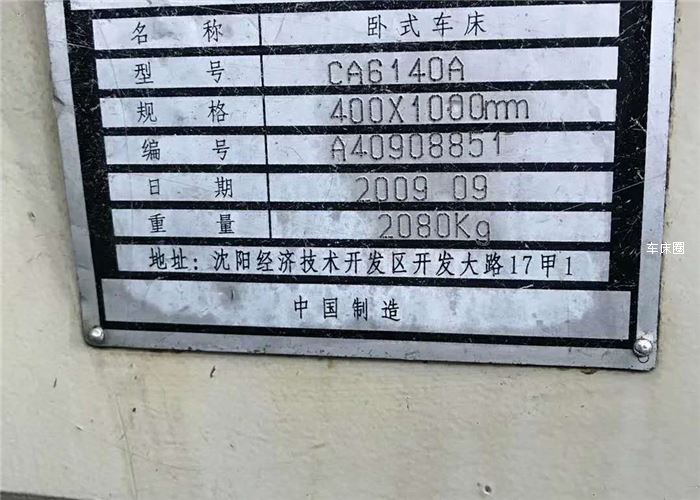 名 称 卧式车床
型 号 CA6140A
规 格 400X1000mm
编 号 A40908851
日 期 2009 09
重 量 2080Kg
地址: 沈阳经济技术开发区开发大路17甲1
中国制造
车床圈